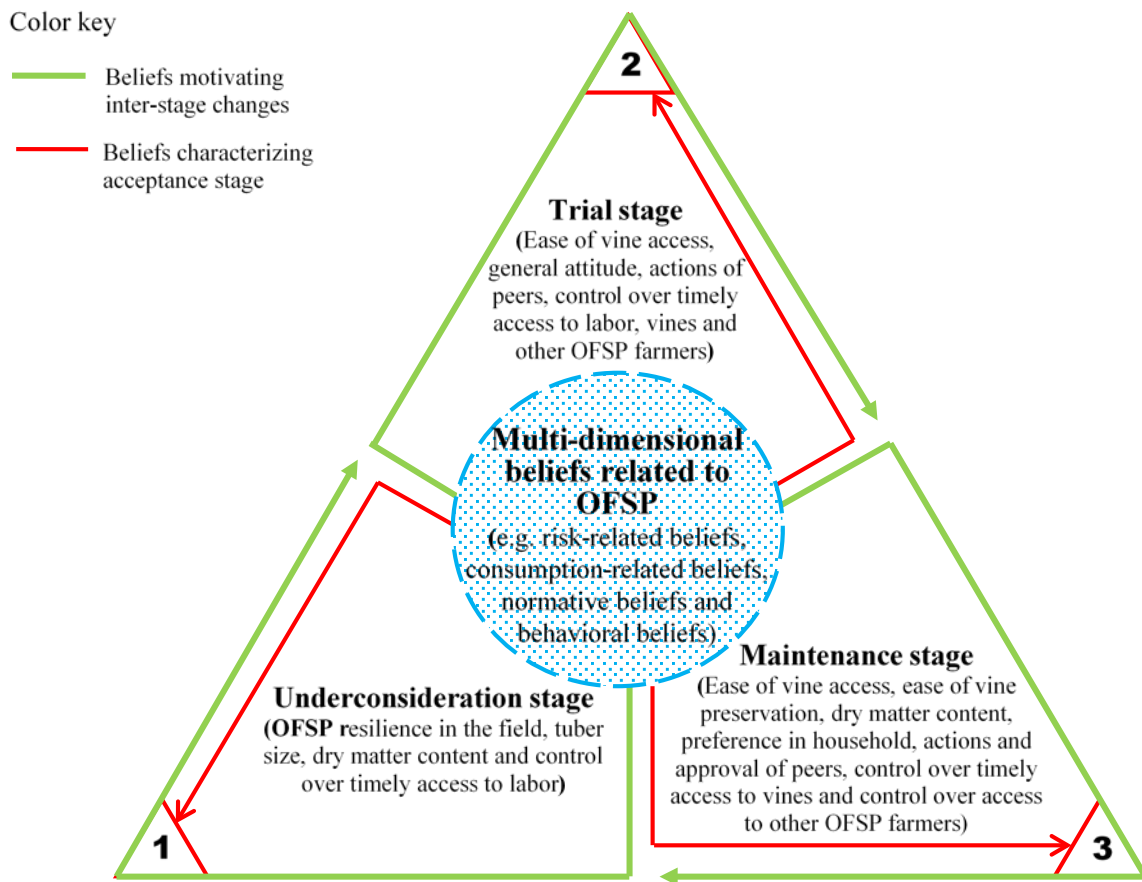 Color key
Beliefs motivating
inter-stage changes
Beliefs characterizing
acceptance stage
2
Trial stage
(Ease of vine access,
general attitude, actions of
peers, control over timely
access to labor, vines and
other OFSP farmers)
Multi-dimensional
beliefs related to
OFSP
(e.g. risk-related beliefs,
consumption-related beliefs,
normative beliefs and
behavioral beliefs)
Underconsideration stage
(OFSP resilience in the field, tuber
size, dry matter content and control
over timely access to labor)
1
Maintenance stage
(Ease of vine access, ease of vine
preservation, dry matter content,
preference in household, actions and
approval of peers, control over timely
access to vines and control over access
to other OFSP farmers)
3